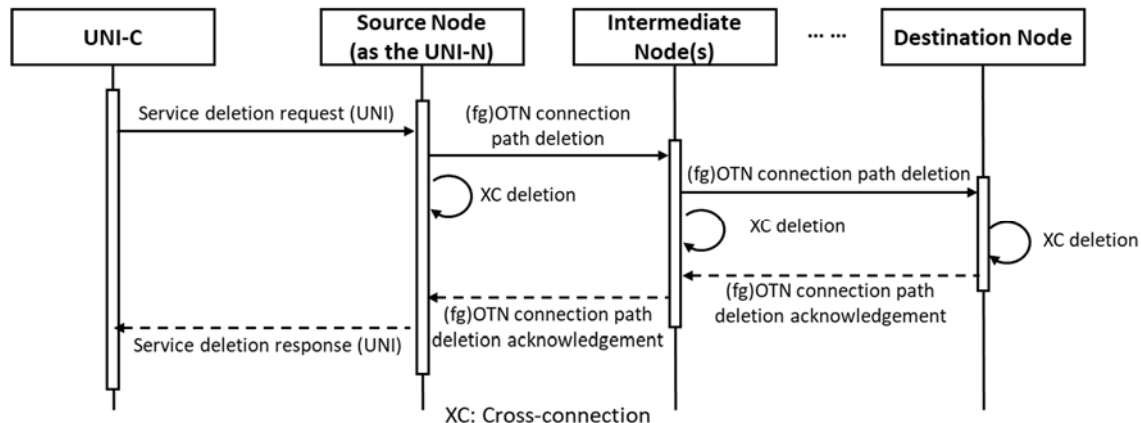 UNI-C
Source Node
(as the UNI-N)
Intermediate
Node(s)
... ...
Destination Node
Service deletion request (UNI)
(fg)OTN connection
path deletion
(fg)OTN connection path deletion
XC deletion
XC deletion
XC deletion
(fg)OTN connection path
deletion acknowledgement
(fg)OTN connection path
deletion acknowledgement
Service deletion response (UNI)
XC: Cross-connection